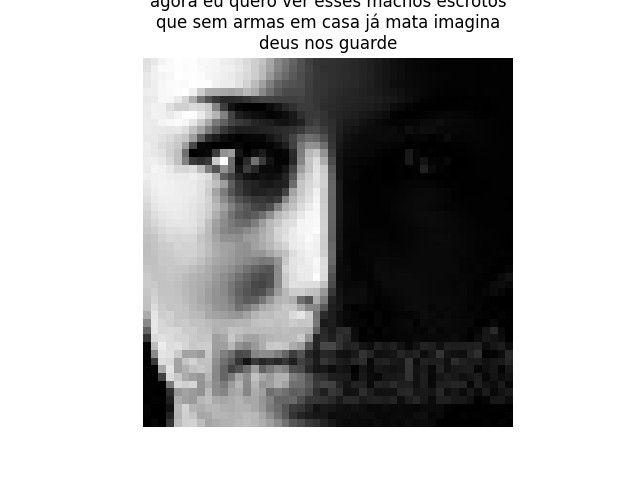 agora eu quero ver esses machos escrotos
que sem armas em casa já mata imagina
deus nos guarde